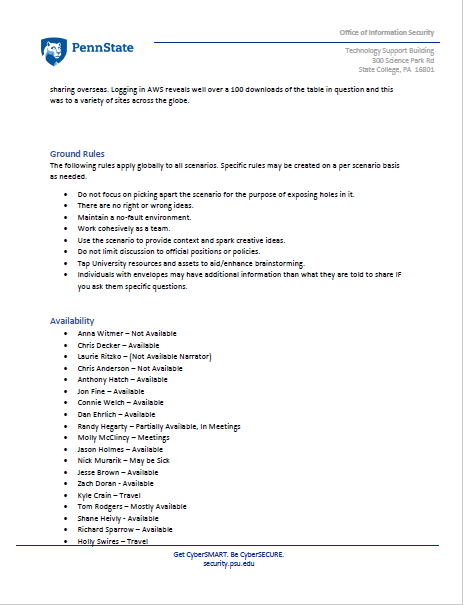 Office of Information Security
PennState
Technology Support Building
300 Science Park Rd
State College, PA 16801
sharing overseas. Logging in AWS reveals well over a 100 downloads of the table in question and this
was to a variety of sites across the globe.
Ground Rules
The following rules apply globally to all scenarios. Specific rules may be created on a per scenario basis
as needed.
• Do not focus on picking apart the scenario for the purpose of exposing holes in it.
• There are no right or wrong ideas.
• Maintain a no-fault environment.
• Work cohesively as a team.
• Use the scenario to provide context and spark creative ideas.
• Do not limit discussion to official positions or policies.
• Tap University resources and assets to aid/enhance brainstorming.
• Individuals with envelopes may have additional information than what they are told to share IF
you ask them specific questions.
Availability
• Anna Witmer – Not Available
• Chris Decker – Available
• Laurie Ritzko – (Not Available Narrator)
• Chris Anderson – Not Available
• Anthony Hatch – Available
• Jon Fine – Available
• Connie Welch – Available
• Dan Ehrlich – Available
• Randy Hegarty – Partially Available, In Meetings
• Molly McClincy – Meetings
• Jason Holmes – Available
• Nick Murarik – May be Sick
• Jesse Brown – Available
• Zach Doran - Available
• Kyle Crain – Travel
• Tom Rodgers – Mostly Available
• Shane Heivly - Available
• Richard Sparrow – Available
• Holly Swires – Travel
Get CyberSMART. Be CyberSECURE.
security.psu.edu